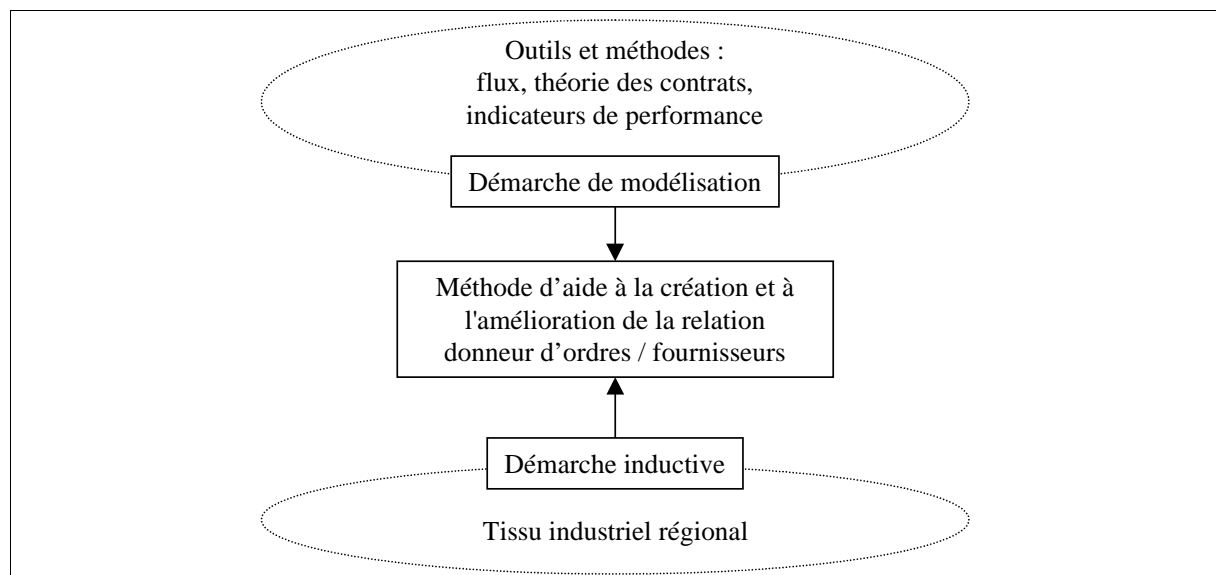 Outils et méthodes :
flux, théorie des contrats,
indicateurs de performance
Démarche de modélisation
Méthode d’aide à la création et à
l'amélioration de la relation
donneur d’ordres / fournisseurs
Démarche inductive
Tissu industriel régional